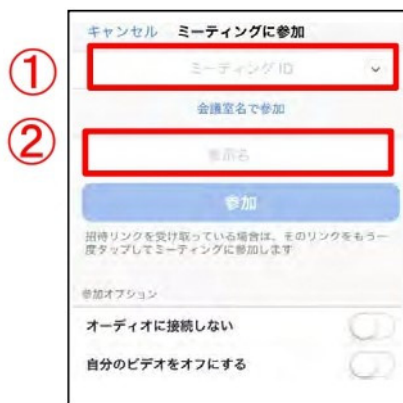 キャンセル ミーティングに参加
①
ミーティング ID
会議室名で参加
②
表示名
参加
招待リンクを受け取っている場合は、そのリンクをもう一
度タップしてミーティングに参加します
参加オプション
オーディオに接続しない
自分のビデオをオフにする